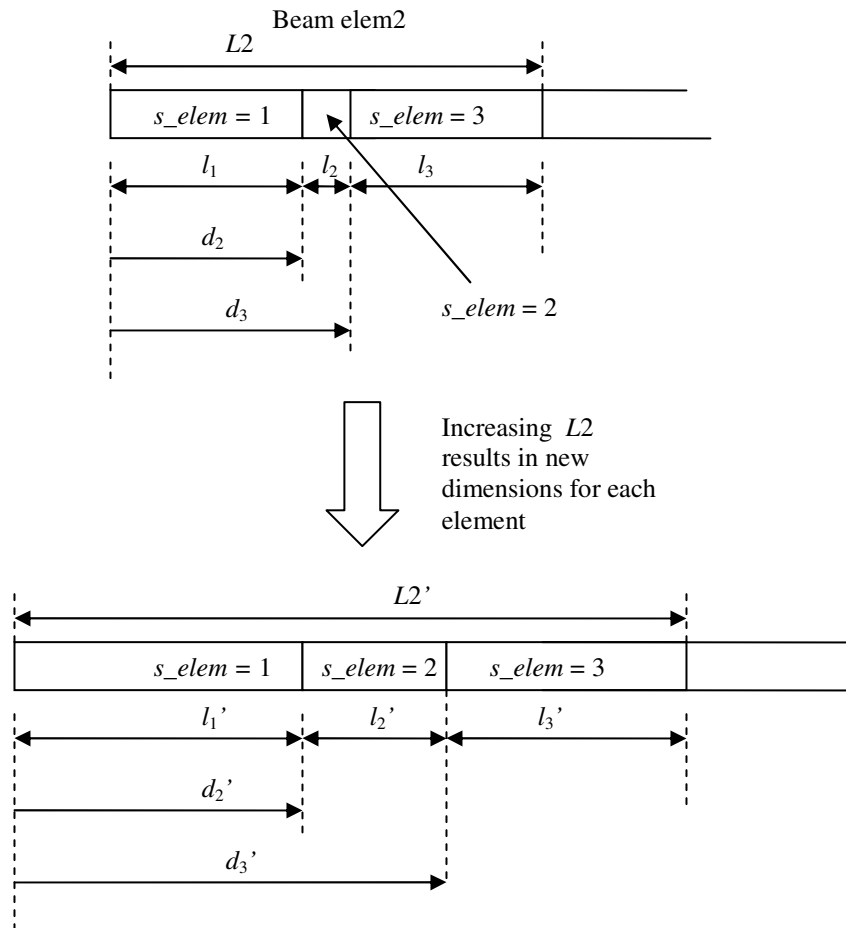 Beam elem2
L2
s_elem = 1
s_elem = 3
l1
l2
l3
d2
s_elem = 2
d3
Increasing L2
results in new
dimensions for each
element
L2’
s_elem = 1
s_elem = 2
s_elem = 3
l1’
l2’
l3’
d2’
d3’